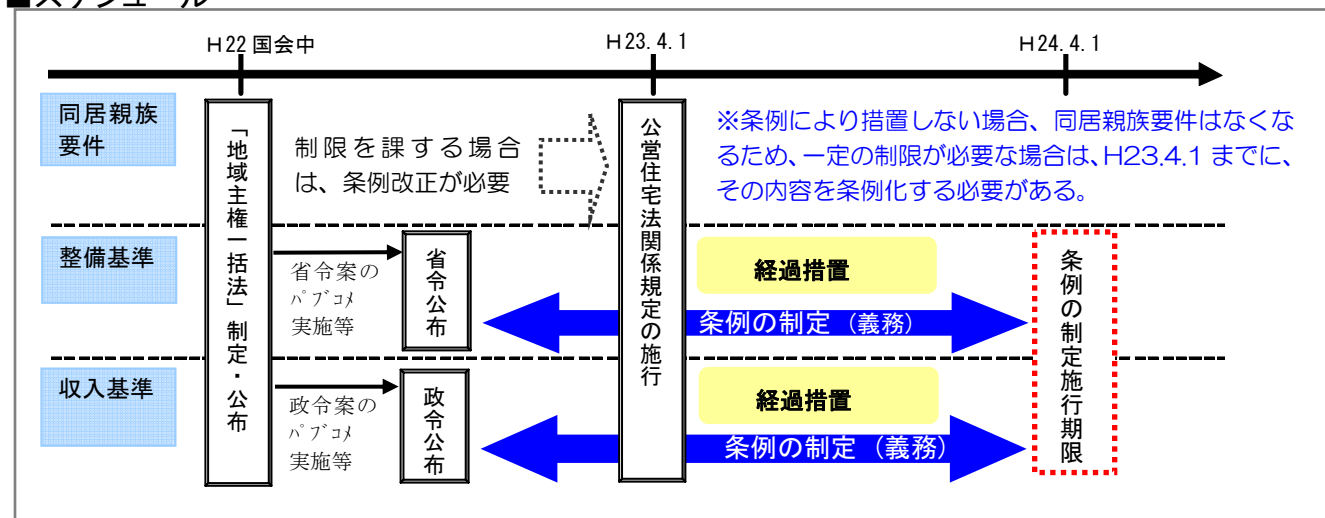 ■スケジュール
H22国会中
H23.4.1
H24.4.1
同居親族
要件
「地域主権一括法」制定・公布
制限を課する場合
は、条例改正が必要
公営住宅法関係規定の施行
※条例により措置しない場合、同居親族要件はなくな
るため、一定の制限が必要な場合は、H23.4.1 までに、
その内容を条例化する必要がある。
整備基準
省令案の
ﾊﾟﾌﾞｺﾒ
実施等
省令公布
経過措置
条例の制定（義務）
条例の制定施行期限
収入基準
政令案の
ﾊﾟﾌﾞｺﾒ
実施等
政令公布
経過措置
条例の制定（義務）